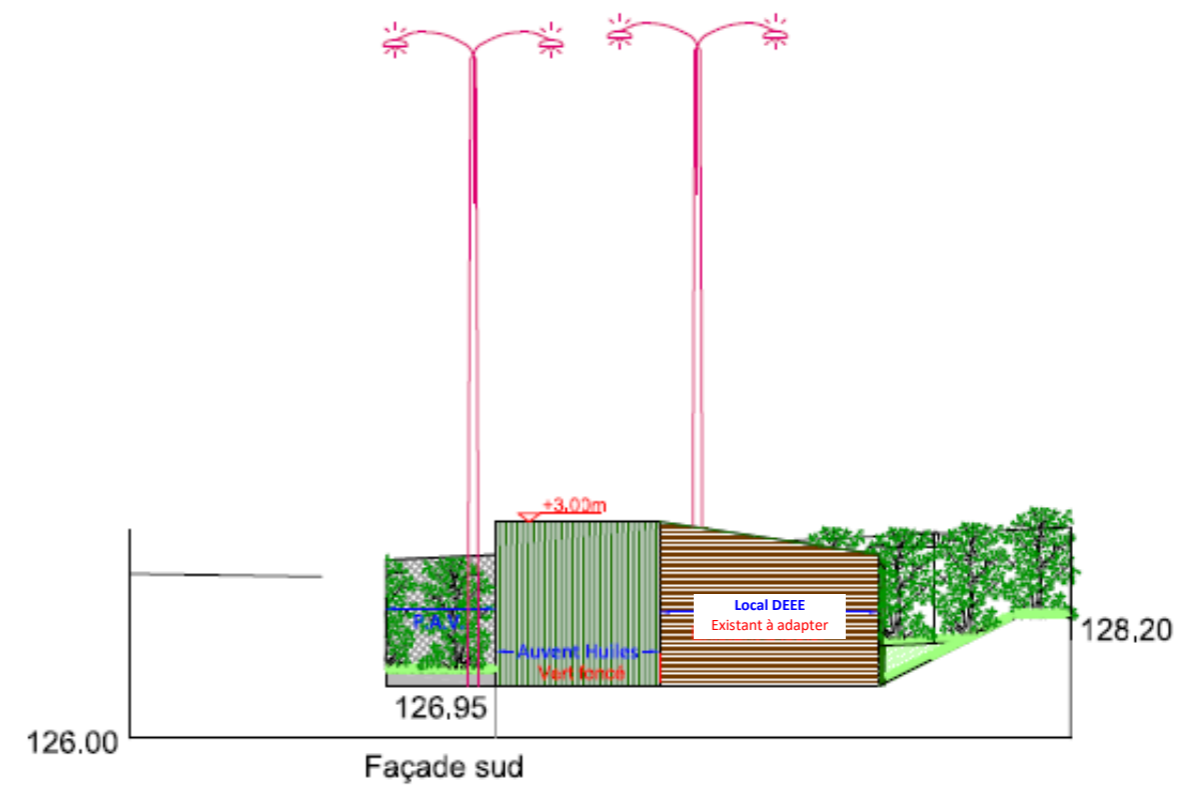 +3,00m
P.A.V.
Local DEEE
Existant à adapter
Auvent Huiles
Vert foncé
128,20
126,95
126.00
Façade sud